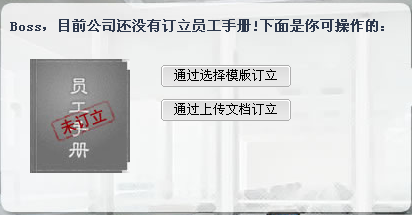 Boss，目前公司还没有订立员工手册!下面是你可操作的:
员工手册
未订立
通过选择模版订立
通过上传文档订立